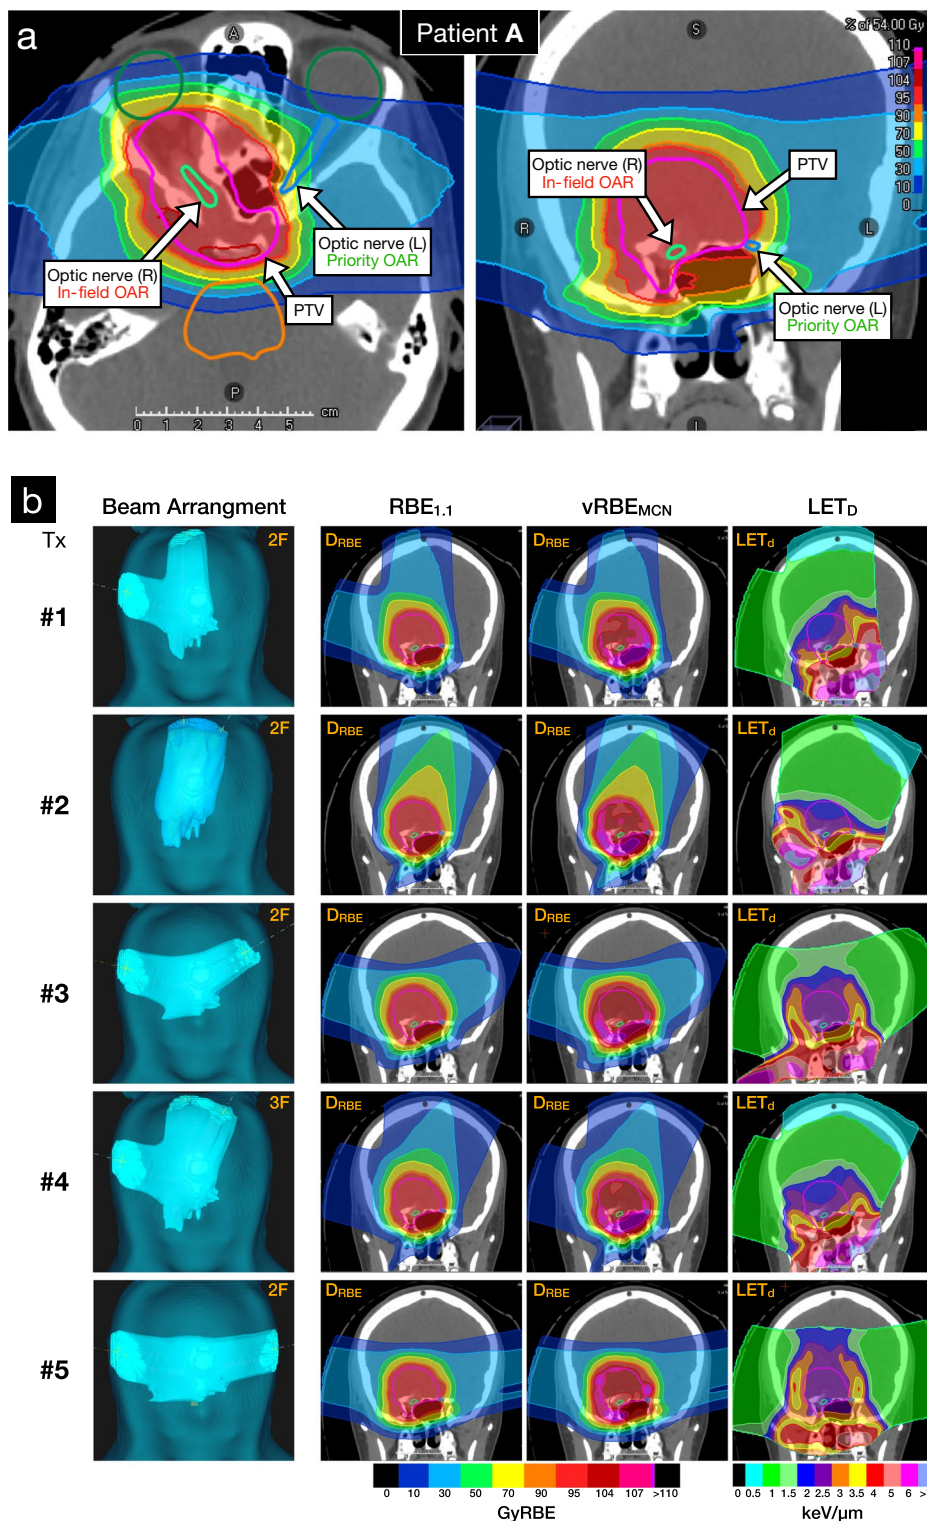 a
Patient A
A
P
cm
0 1 2 3 4 5
Optic nerve (R)
In-field OAR
Optic nerve (L)
Priority OAR
PTV
S
R
L
% of 54.00 Gy
110
107
104
95
90
70
50
30
10
0
Optic nerve (R)
In-field OAR
PTV
Optic nerve (L)
Priority OAR
b
Beam Arrangment RBE1.1 vRBEMCN LETD
Tx
#1
2F
DRBE
DRBE
LETd
#2
2F
DRBE
DRBE
LETd
#3
2F
DRBE
DRBE
LETd
#4
3F
DRBE
DRBE
LETd
#5
2F
DRBE
DRBE
LETd
0 10 30 50 70 90 95 104 107 >110
GyRBE
0 0.5 1 1.5 2 2.5 3 3.5 4 5 6 >
keV/µm